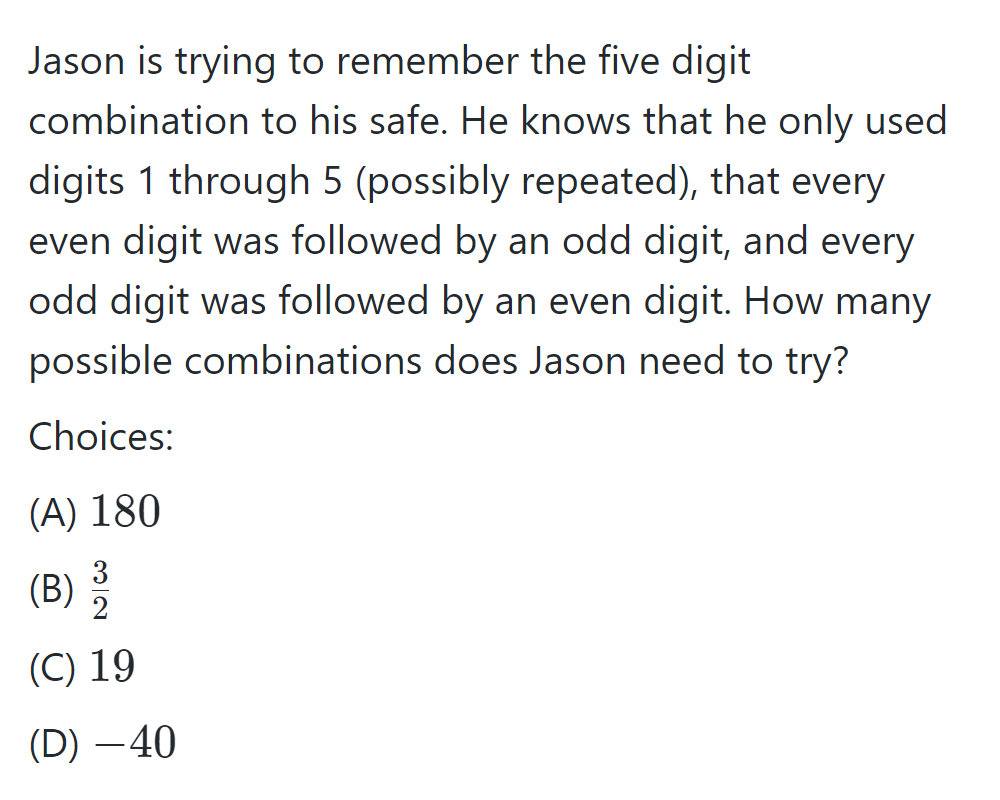 Jason is trying to remember the five digit
combination to his safe. He knows that he only used
digits 1 through 5 (possibly repeated), that every
even digit was followed by an odd digit, and every
odd digit was followed by an even digit. How many
possible combinations does Jason need to try?
Choices:
(A) 180
(B) 3/2
(C) 19
(D) −40